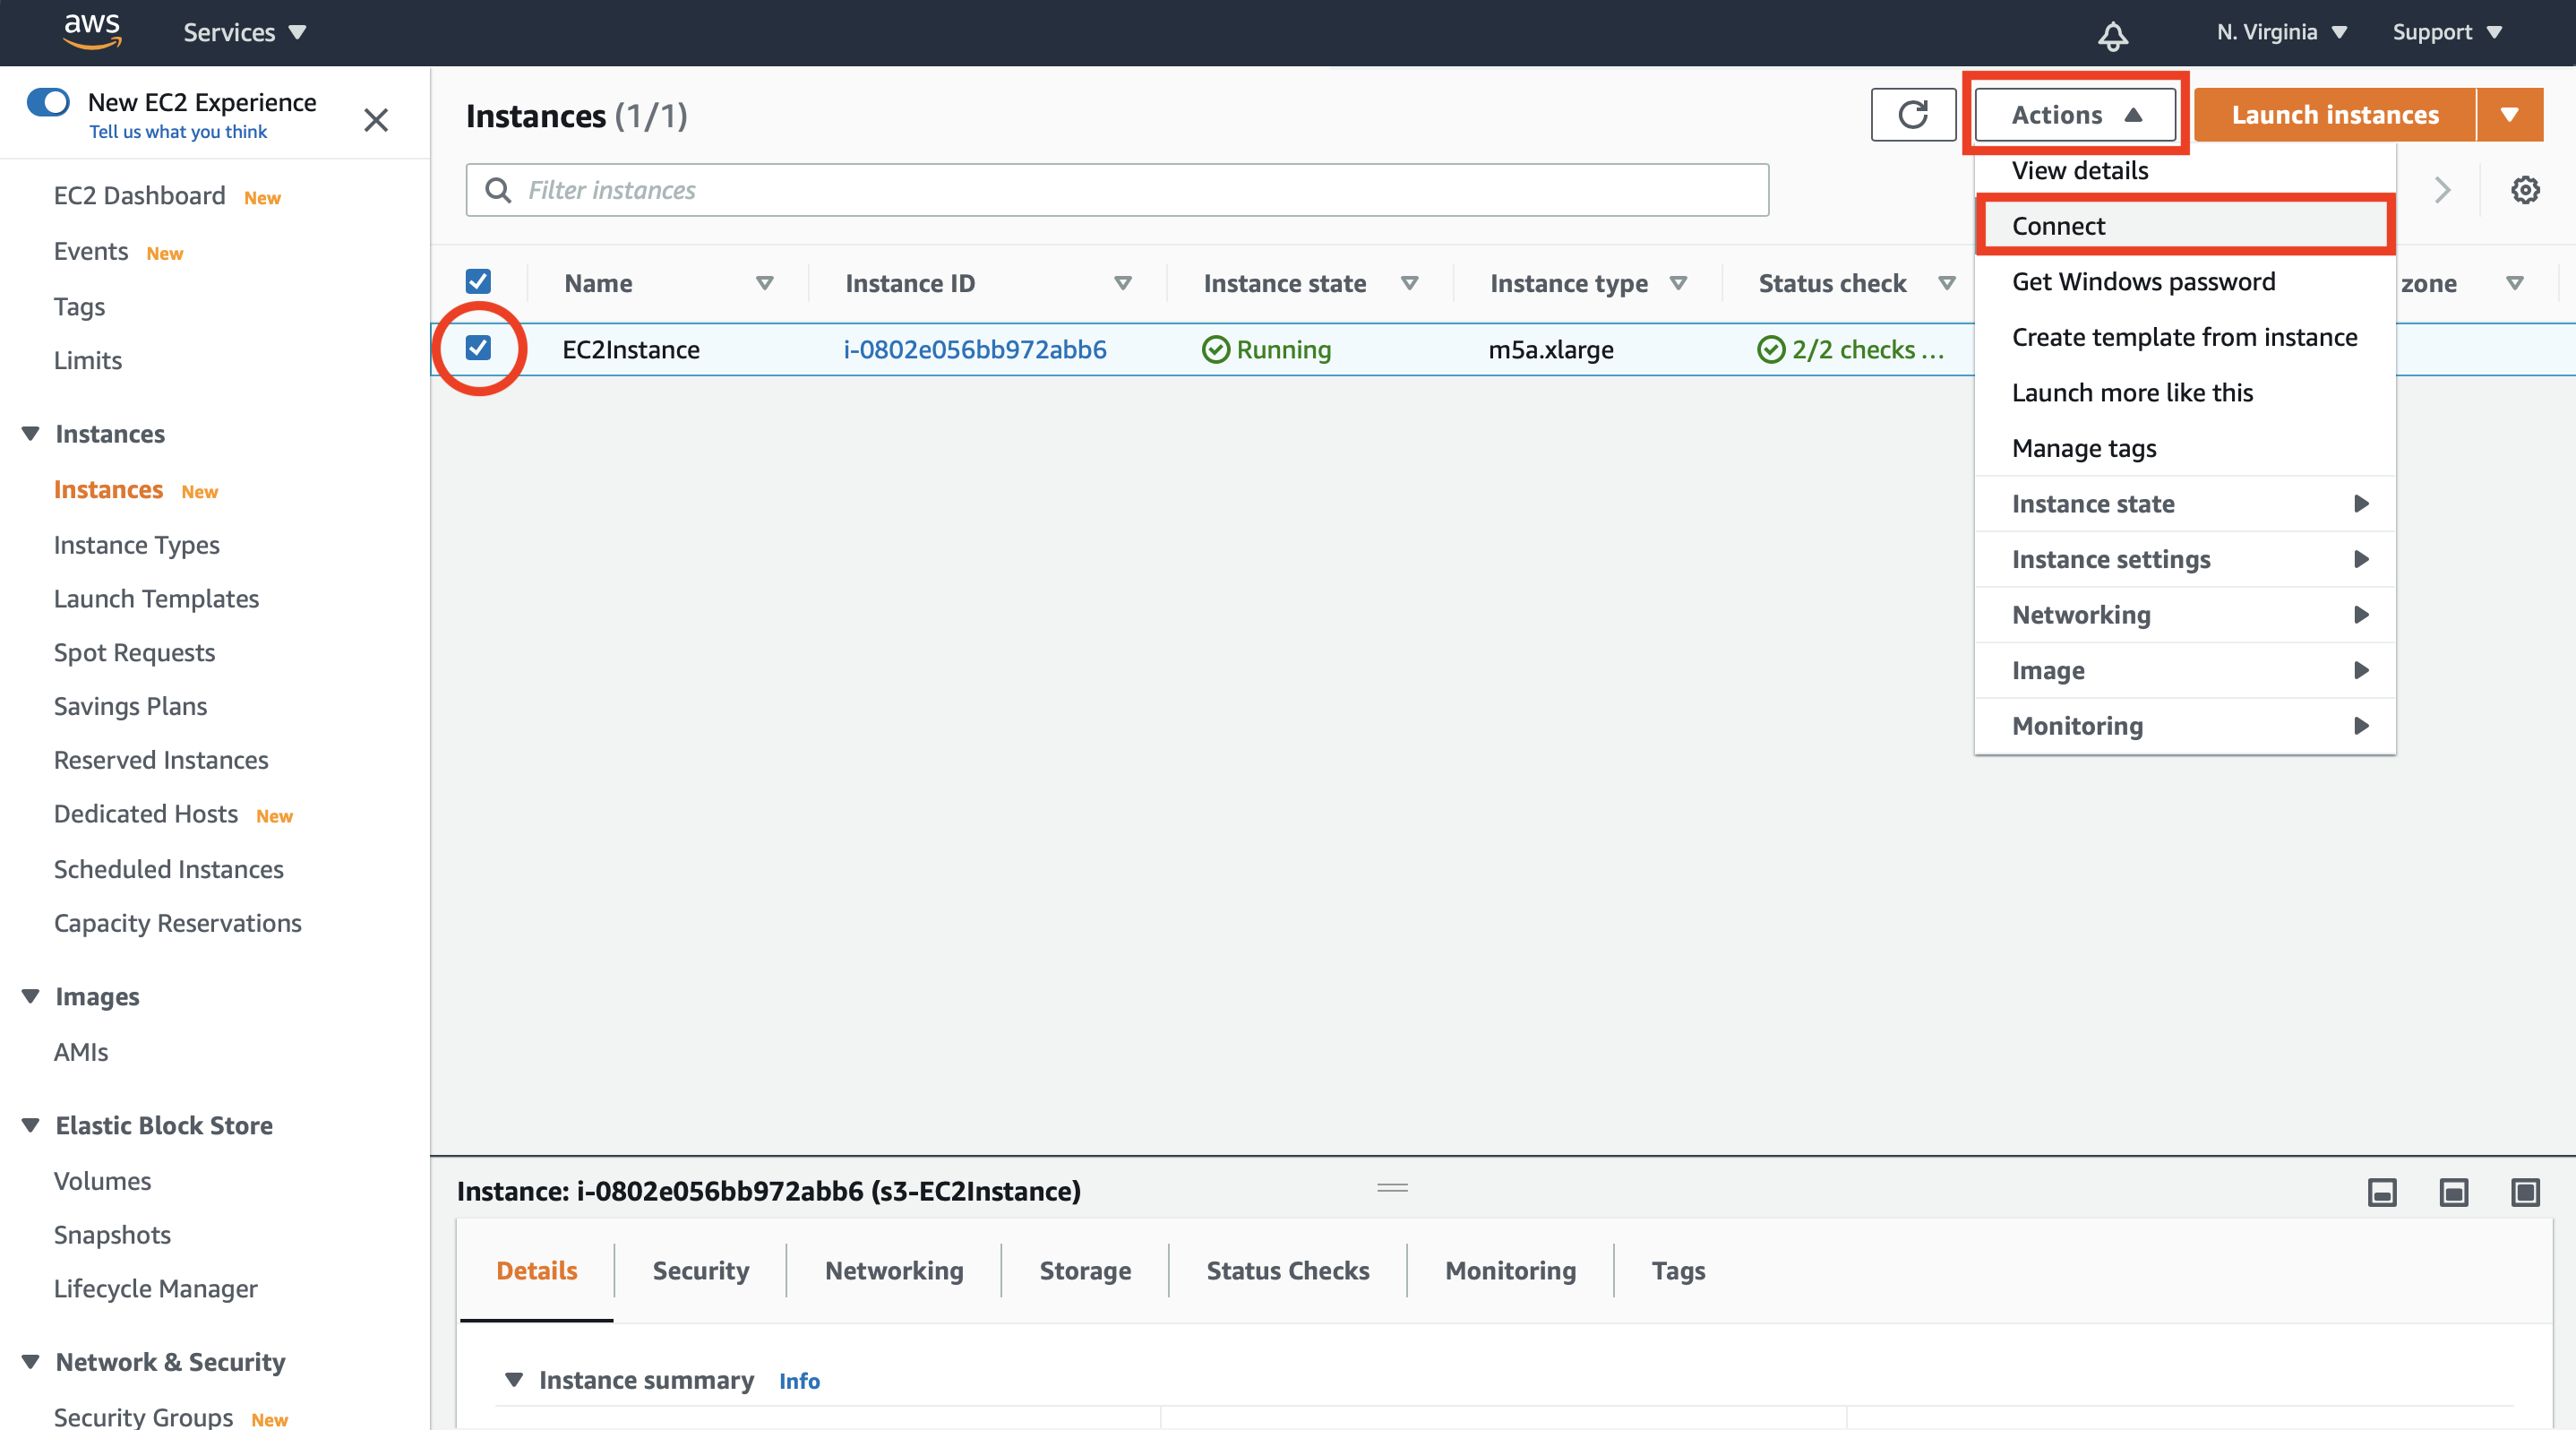 aws
Services
N. Virginia
Support
New EC2 Experience
Tell us what you think
EC2 Dashboard New
Events New
Tags
Limits
Instances
Instances New
Instance Types
Launch Templates
Spot Requests
Savings Plans
Reserved Instances
Dedicated Hosts New
Scheduled Instances
Capacity Reservations
Images
AMIs
Elastic Block Store
Volumes
Snapshots
Lifecycle Manager
Network & Security
Security Groups New
Instances (1/1)
Actions
Launch instances
Filter instances
View details
Connect
Get Windows password
Create template from instance
Launch more like this
Manage tags
Instance state
Instance settings
Networking
Image
Monitoring
Name
Instance ID
Instance state
Instance type
Status check
zone
EC2Instance
i-0802e056bb972abb6
Running
m5a.xlarge
2/2 checks ...
Instance: i-0802e056bb972abb6 (s3-EC2Instance)
Details
Security
Networking
Storage
Status Checks
Monitoring
Tags
Instance summary Info